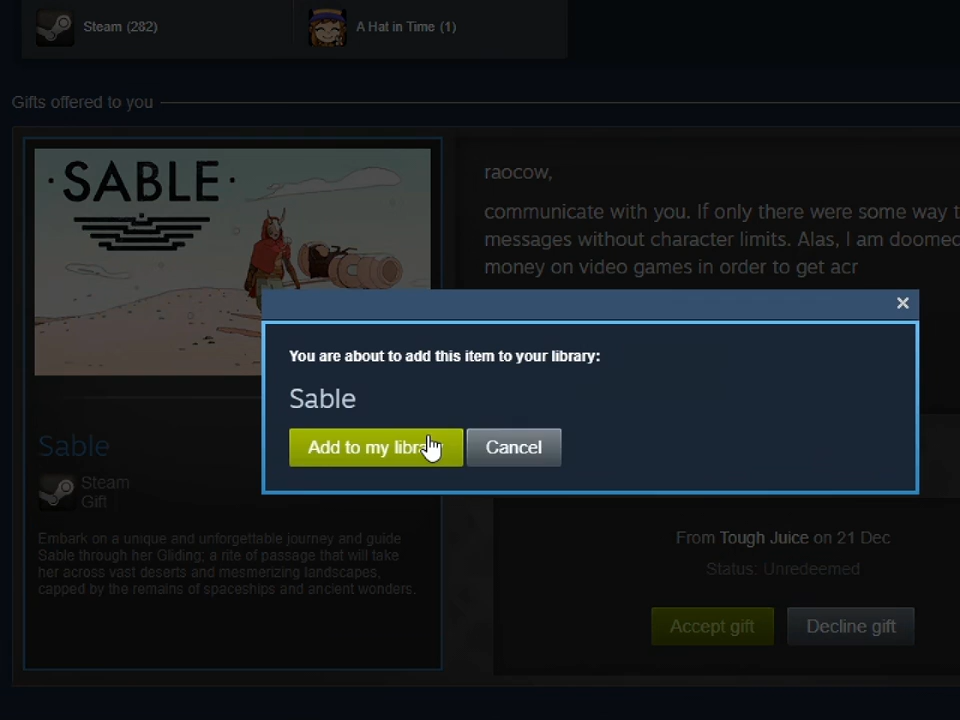 Steam (282)
A Hat in Time (1)
Gifts offered to you
SABLE
raocow,
communicate with you. If only there were some way t
messages without character limits. Alas, I am doomed
money on video games in order to get acr
You are about to add this item to your library:
Sable
Add to my libra
Cancel
Sable
Steam
Gift
Embark on a unique and unforgettable journey and guide
Sable through her Gliding; a rite of passage that will take
her across vast deserts and mesmerizing landscapes,
capped by the remains of spaceships and ancient wonders.
From Tough Juice on 21 Dec
Status: Unredeemed
Accept gift
Decline gift